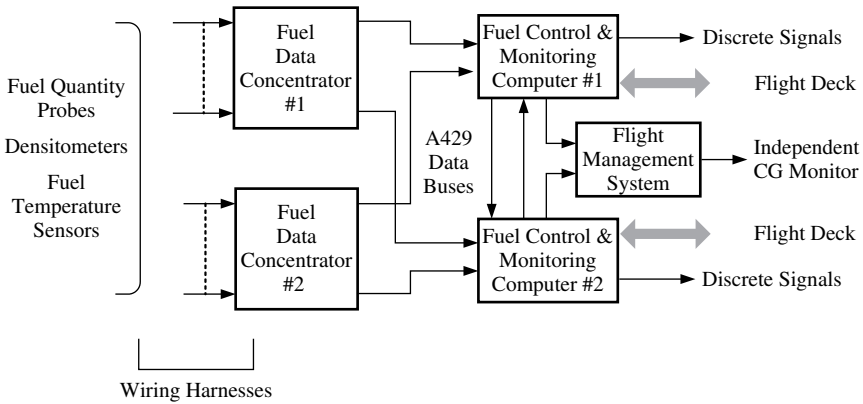 Fuel Quantity
Probes
Densitometers
Fuel
Temperature
Sensors
Wiring Harnesses
Fuel
Data
Concentrator
#1
Fuel
Data
Concentrator
#2
A429
Data
Buses
Fuel Control &
Monitoring
Computer #1
Flight
Management
System
Fuel Control &
Monitoring
Computer #2
Discrete Signals
Flight Deck
Independent
CG Monitor
Flight Deck
Discrete Signals